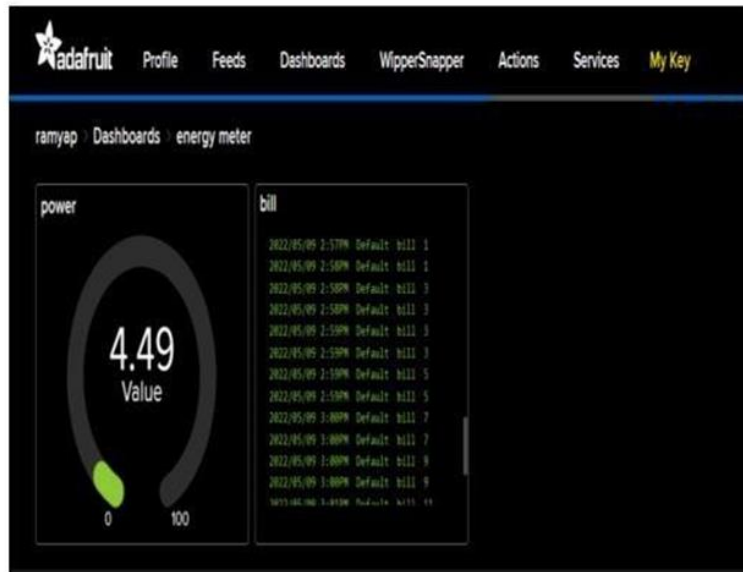 adafruit Profile Feeds Dashboards WipperSnapper Actions Services My Key
ramyap Dashboards energy meter
power
4.49
Value
0 100
bill
2022/05/09 2:57PM Default bill 1
2022/05/09 2:58PM Default bill 1
2022/05/09 2:58PM Default bill 3
2022/05/09 2:58PM Default bill 3
2022/05/09 2:59PM Default bill 3
2022/05/09 2:59PM Default bill 3
2022/05/09 2:59PM Default bill 5
2022/05/09 2:59PM Default bill 5
2022/05/09 3:00PM Default bill 7
2022/05/09 3:00PM Default bill 7
2022/05/09 3:00PM Default bill 9
2022/05/09 3:00PM Default bill 9
Default bill